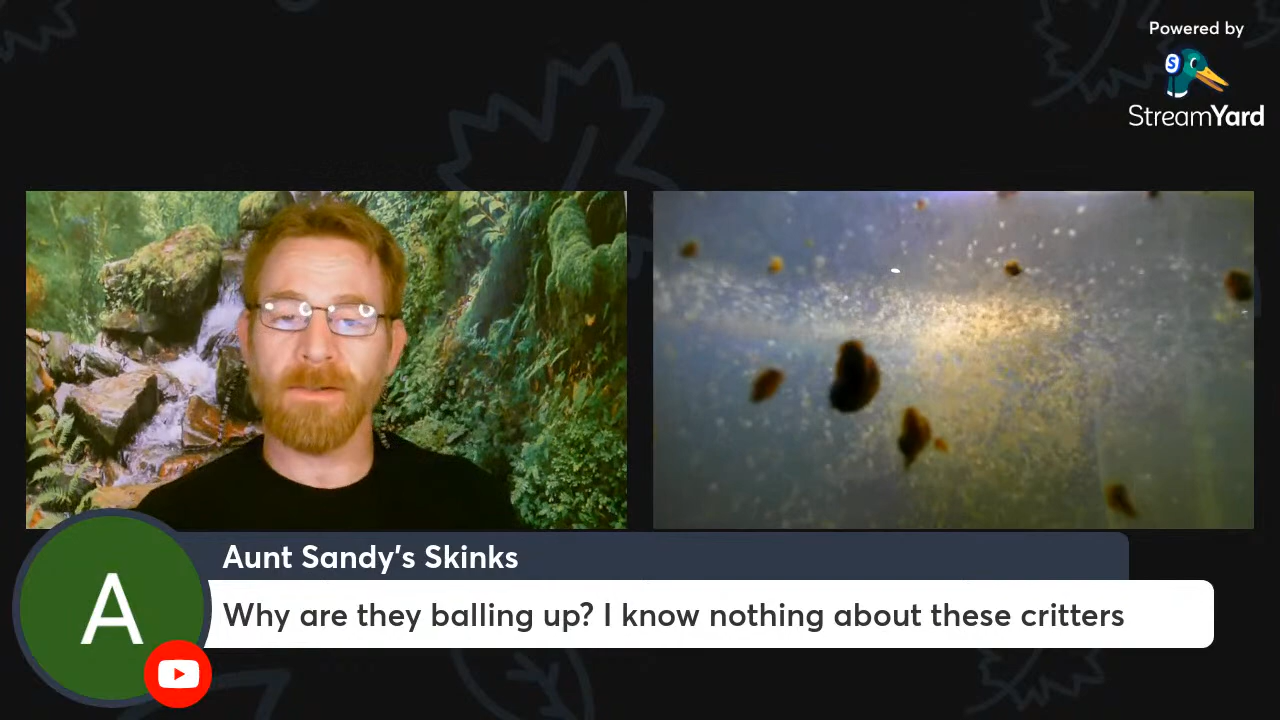 Powered by
S
StreamYard
Aunt Sandy's Skinks
A
Why are they balling up? I know nothing about these critters